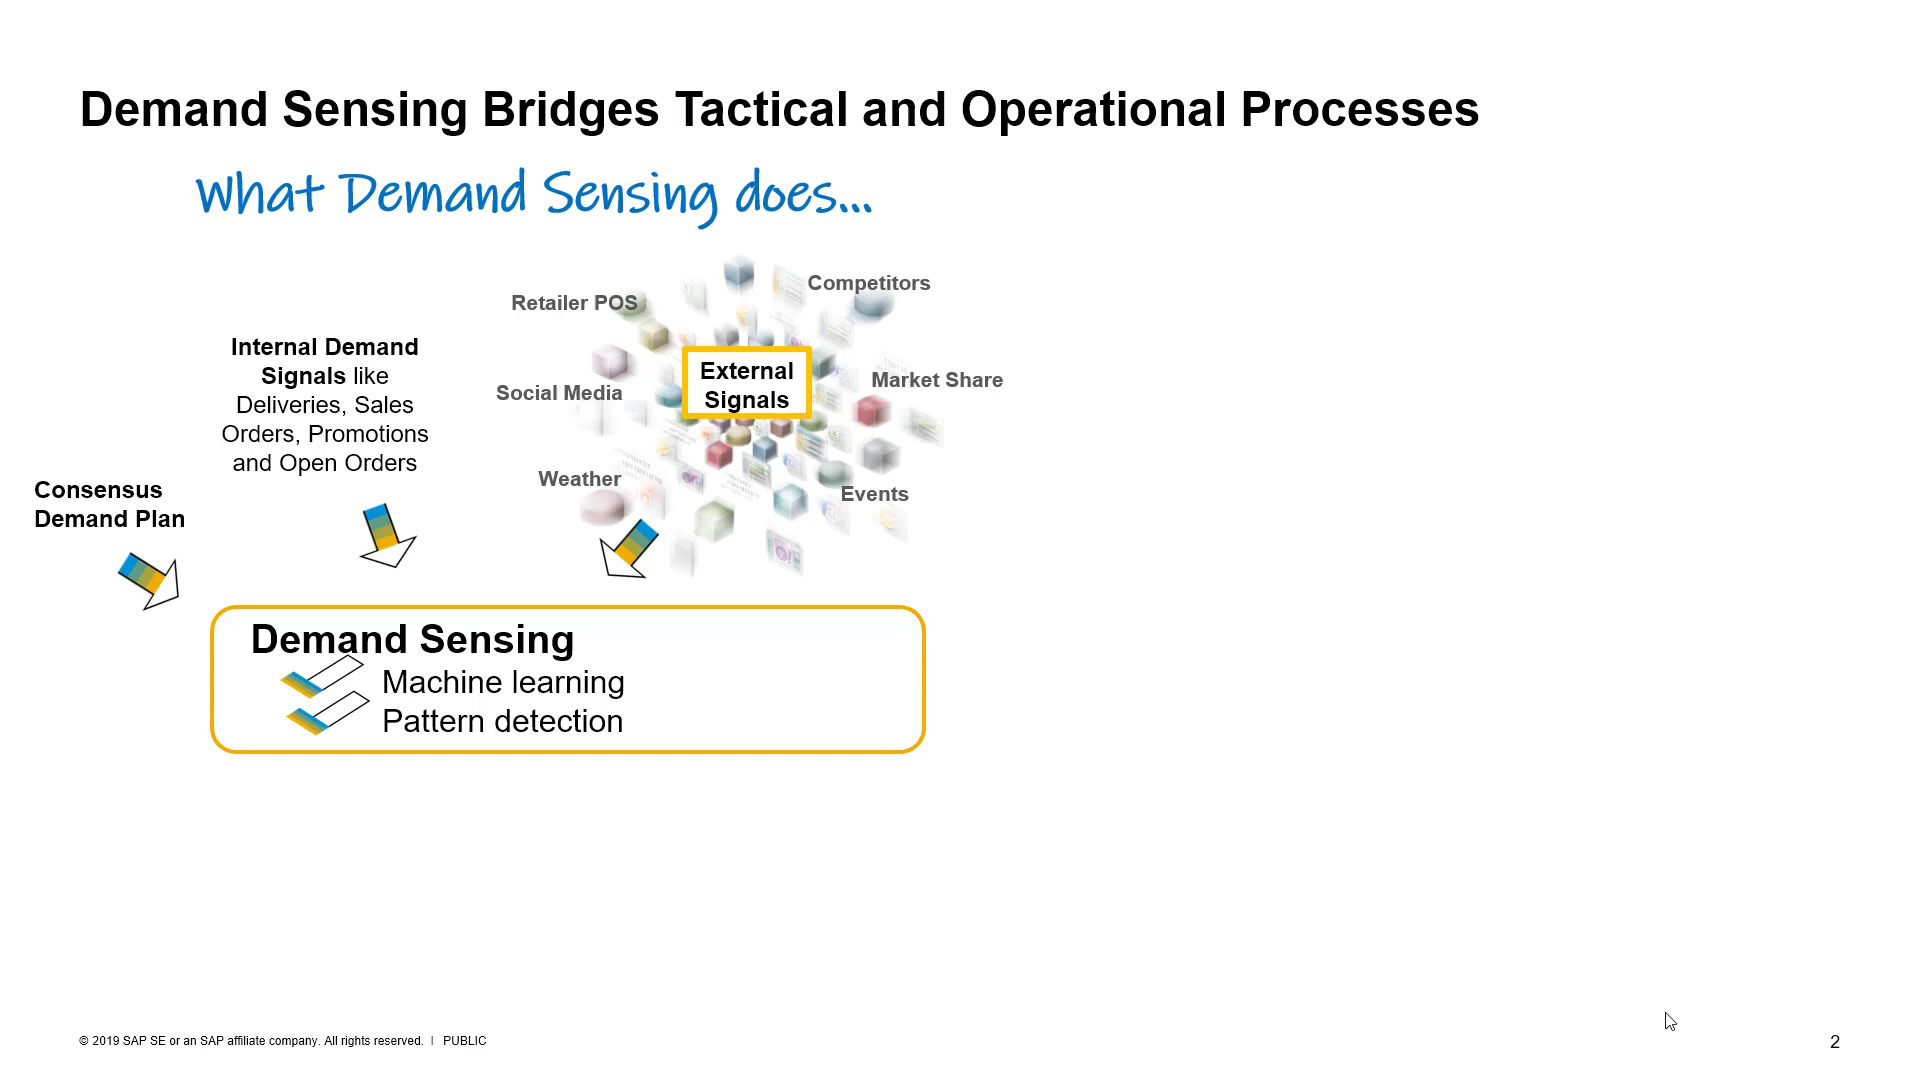 Demand Sensing Bridges Tactical and Operational Processes
What Demand Sensing does...
Retailer POS
Competitors
Internal Demand
Signals like
Deliveries, Sales
Orders, Promotions
and Open Orders
External
Signals
Social Media
Market Share
Weather
Events
Consensus
Demand Plan
Demand Sensing
Machine learning
Pattern detection
© 2019 SAP SE or an SAP affiliate company. All rights reserved. | PUBLIC
2